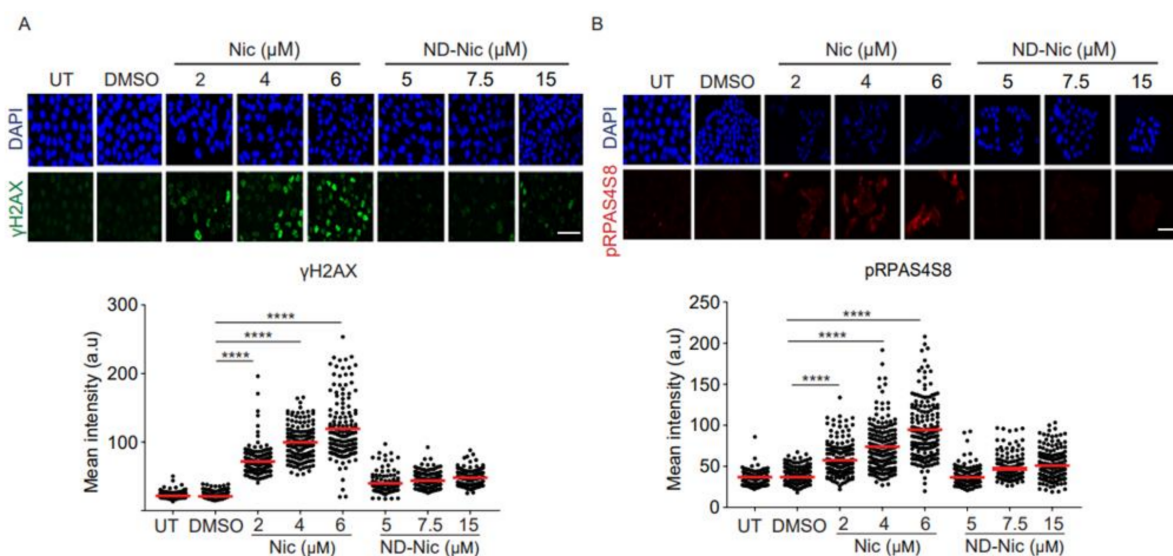 A
Nic (μM) ND-Nic (μM)
UT DMSO 2 4 6 5 7.5 15
DAPI
γH2AX
γH2AX
Mean intensity (a.u)
300
200
100
0
****
****
****
UT DMSO 2 4 6 5 7.5 15
Nic (μM) ND-Nic (μM)
B
Nic (μM) ND-Nic (μM)
UT DMSO 2 4 6 5 7.5 15
DAPI
pRPAS4S8
pRPAS4S8
Mean intensity (a.u)
250
200
150
100
50
0
****
****
****
UT DMSO 2 4 6 5 7.5 15
Nic (μM) ND-Nic (μM)